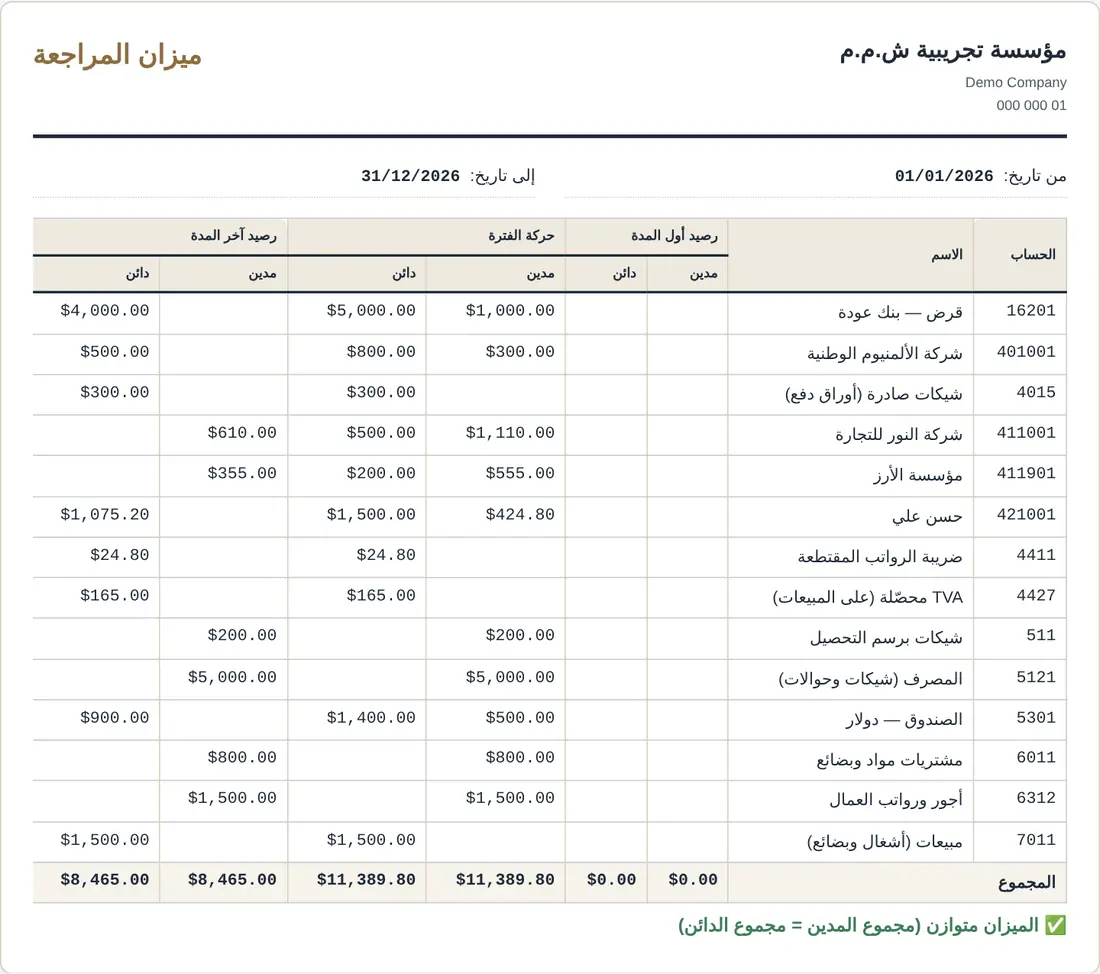 مؤسسة تجريبية ش.م.م
ميزان المراجعة
Demo Company
000 000 01
من تاريخ: 01/01/2026
إلى تاريخ: 31/12/2026
الحساب الاسم رصيد أول المدة حركة الفترة رصيد آخر المدة
مدين دائن مدين دائن مدين دائن
16201 قرض — بنك عودة $1,000.00 $5,000.00 $4,000.00
401001 شركة الألمنيوم الوطنية $300.00 $800.00 $500.00
4015 شيكات صادرة (أوراق دفع) $300.00 $300.00
411001 شركة النور للتجارة $1,110.00 $500.00 $610.00
411901 مؤسسة الأرز $555.00 $200.00 $355.00
421001 حسن علي $424.80 $1,500.00 $1,075.20
4411 ضريبة الرواتب المقتطعة $24.80 $24.80
4427 TVA محصّلة (على المبيعات) $165.00 $165.00
511 شيكات برسم التحصيل $200.00 $200.00
5121 المصرف (شيكات وحوالات) $5,000.00 $5,000.00
5301 الصندوق — دولار $500.00 $1,400.00 $900.00
6011 مشتريات مواد وبضائع $800.00 $800.00
6312 أجور ورواتب العمال $1,500.00 $1,500.00
7011 مبيعات (أشغال وبضائع) $1,500.00 $1,500.00
المجموع $0.00 $0.00 $11,389.80 $11,389.80 $8,465.00 $8,465.00
✅ الميزان متوازن (مجموع المدين = مجموع الدائن)